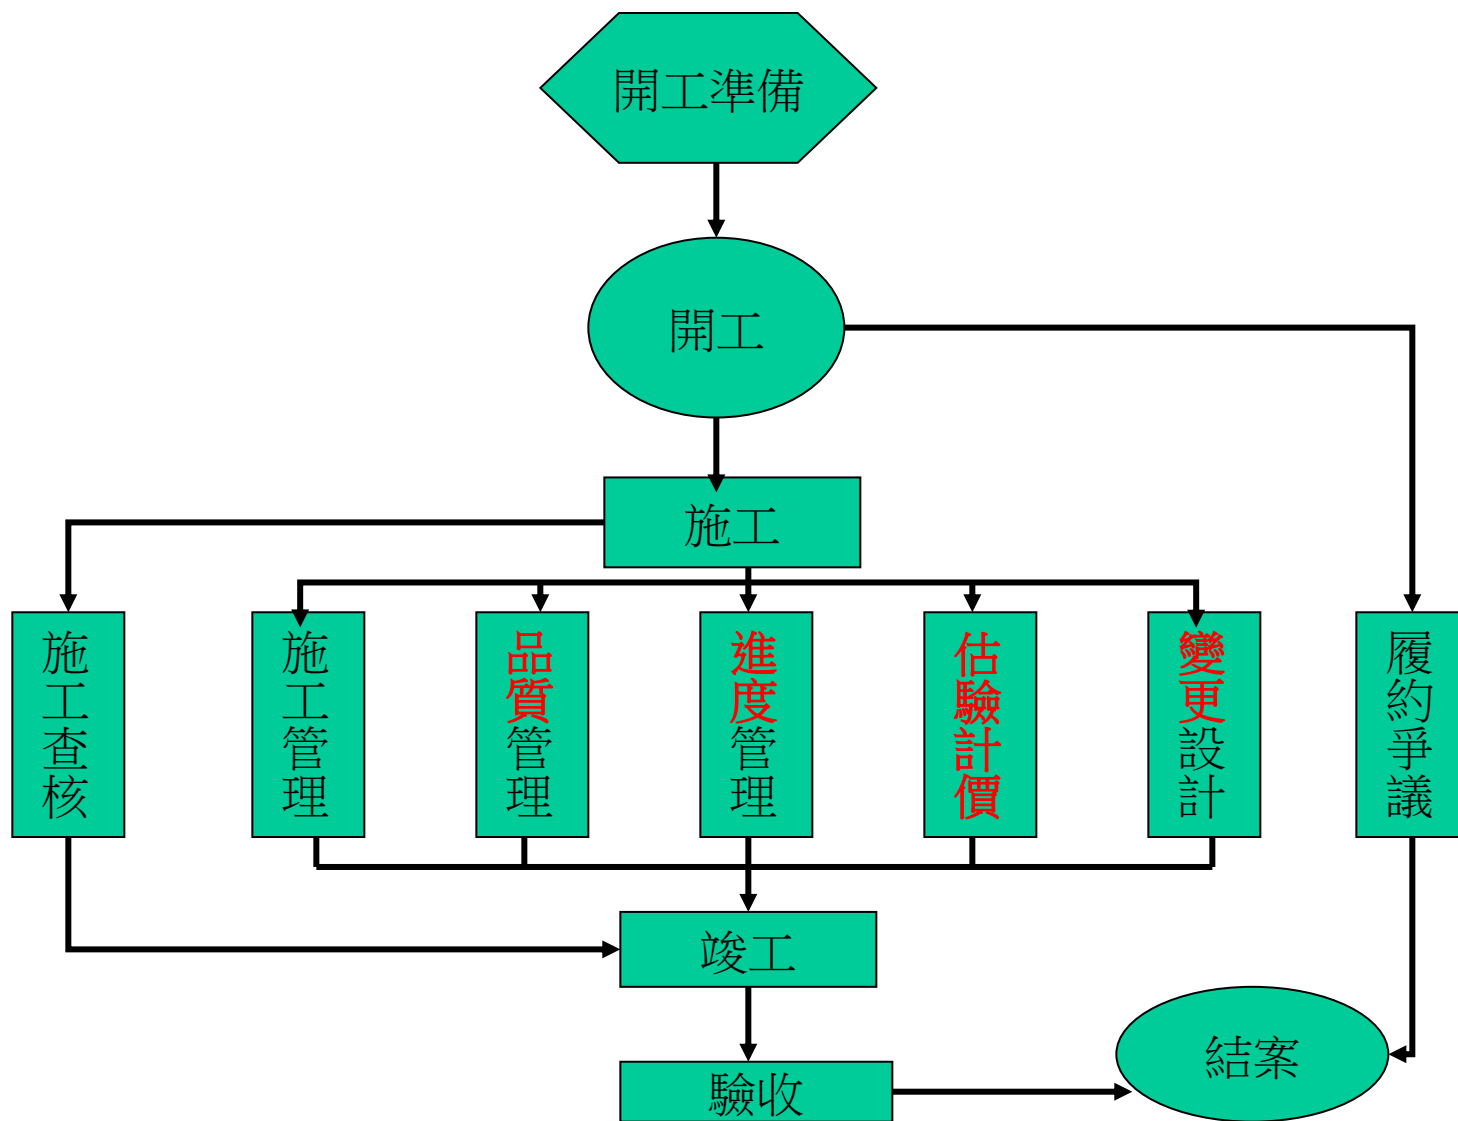 開工準備
開工
施工
施工查核
施工管理
品質管理
進度管理
估驗計價
變更設計
履約爭議
竣工
結案
驗收